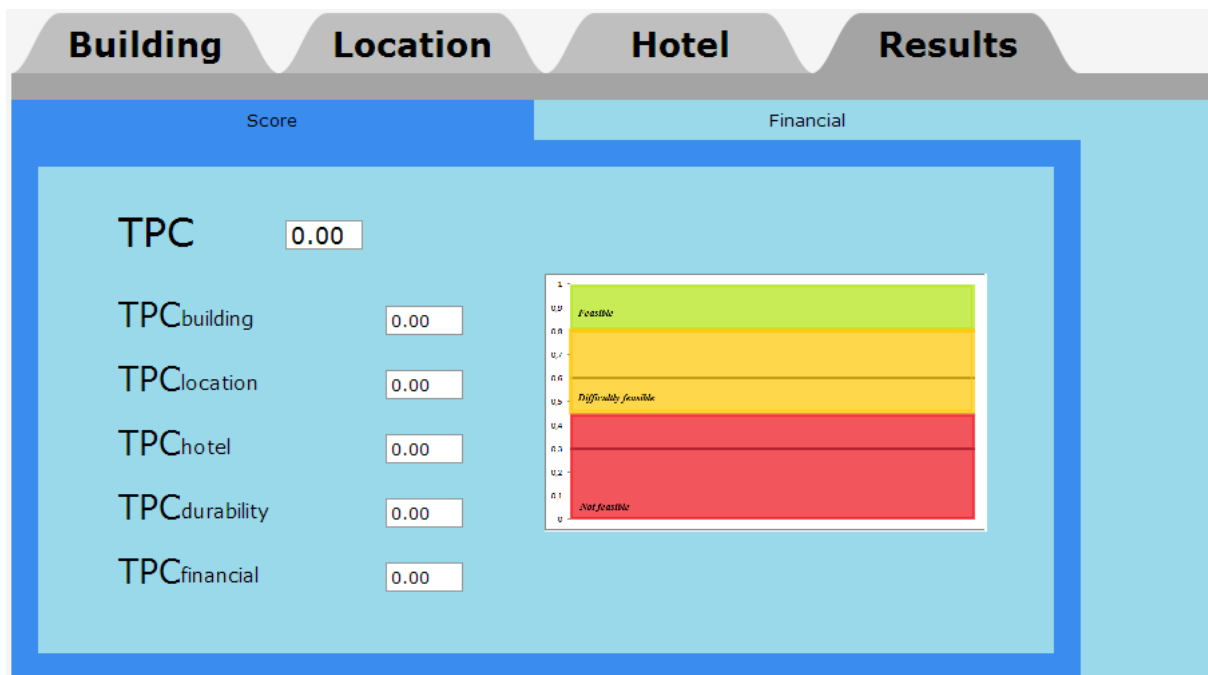 Building Location Hotel Results
Score Financial
TPC 0.00
TPCbuilding 0.00
TPClocation 0.00
TPChotel 0.00
TPCdurability 0.00
TPCfinancial 0.00
1
0,9
Feasible
0,8
0,7
0,6
0,5
Difficultly feasible
0,4
0,3
0,2
0,1
Not feasible
0